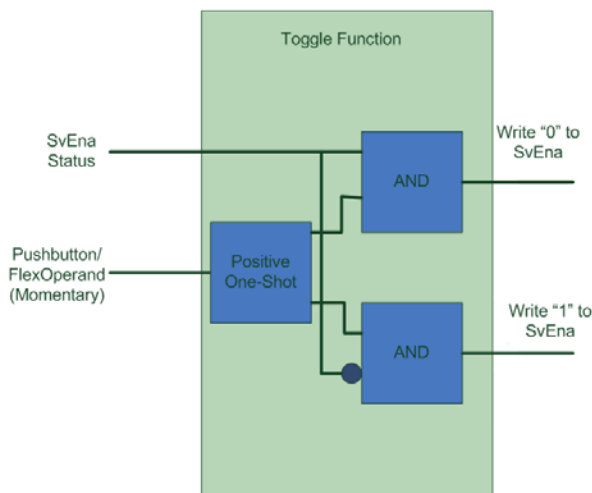 Toggle Function
SvEna
Status
AND
Write "0" to
SvEna
Pushbutton/
FlexOperand
(Momentary)
Positive
One-Shot
AND
Write "1" to
SvEna